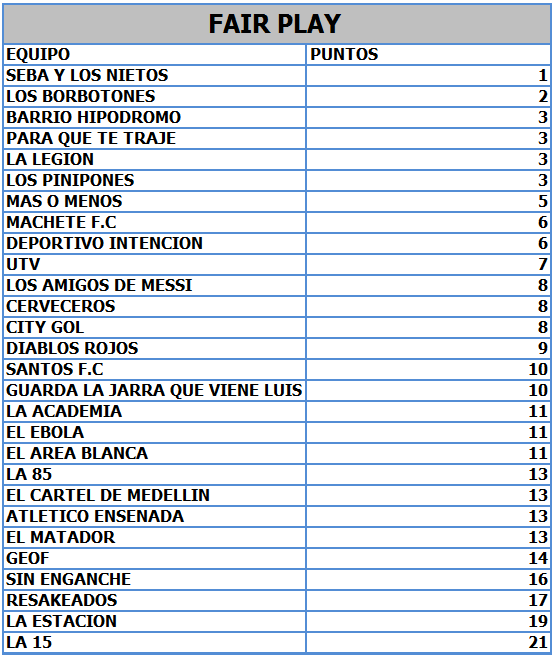 FAIR PLAY
EQUIPO PUNTOS
SEBA Y LOS NIETOS 1
LOS BORBOTONES 2
BARRIO HIPODROMO 3
PARA QUE TE TRAJE 3
LA LEGION 3
LOS PINIPONES 3
MAS O MENOS 5
MACHETE F.C 6
DEPORTIVO INTENCION 6
UTV 7
LOS AMIGOS DE MESSI 8
CERVECEROS 8
CITY GOL 8
DIABLOS ROJOS 9
SANTOS F.C 10
GUARDA LA JARRA QUE VIENE LUIS 10
LA ACADEMIA 11
EL EBOLA 11
EL AREA BLANCA 11
LA 85 13
EL CARTEL DE MEDELLIN 13
ATLETICO ENSENADA 13
EL MATADOR 13
GEOF 14
SIN ENGANCHE 16
RESAKEADOS 17
LA ESTACION 19
LA 15 21